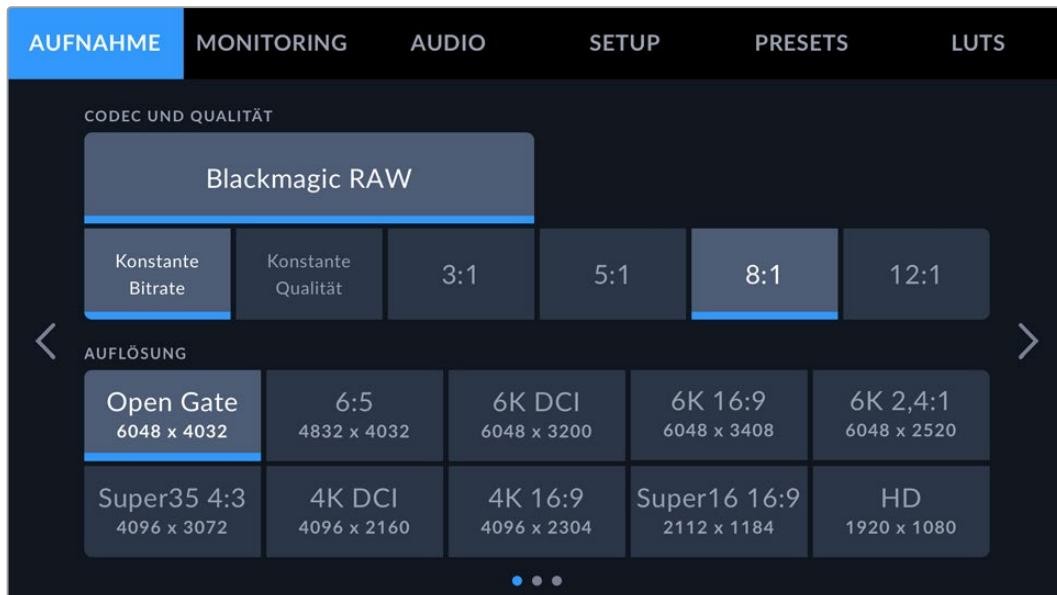 AUFNAHME MONITORING AUDIO SETUP PRESETS LUTS
CODEC UND QUALITÄT
Blackmagic RAW
Konstante Bitrate
Konstante Qualität
3:1
5:1
8:1
12:1
AUFLÖSUNG
Open Gate
6048 x 4032
6:5
4832 x 4032
6K DCI
6048 x 3200
6K 16:9
6048 x 3408
6K 2,4:1
6048 x 2520
Super35 4:3
4096 x 3072
4K DCI
4096 x 2160
4K 16:9
4096 x 2304
Super16 16:9
2112 x 1184
HD
1920 x 1080